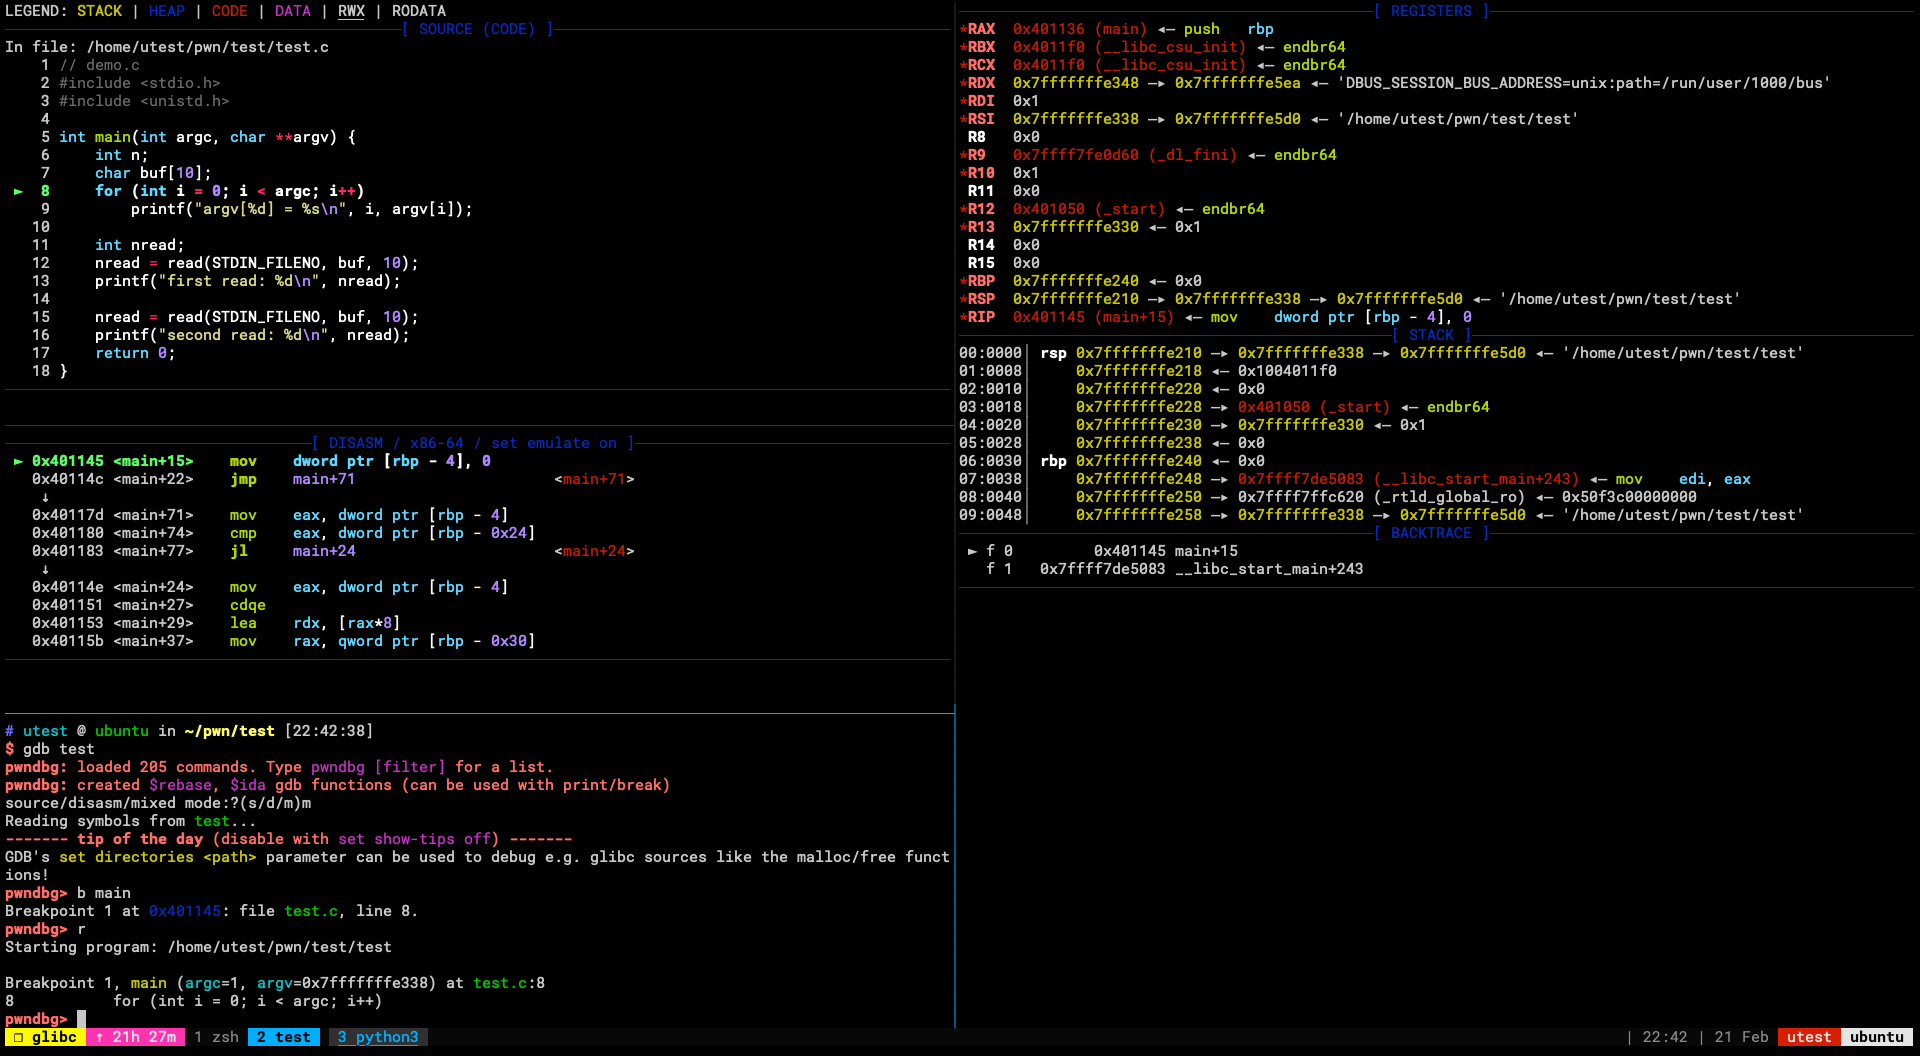 LEGEND: STACK | HEAP | CODE | DATA | RWX | RODATA
[ SOURCE (CODE) ]
In file: /home/utest/pwn/test/test.c
    1 // demo.c
    2 #include <stdio.h>
    3 #include <unistd.h>
    4
    5 int main(int argc, char **argv) {
    6     int n;
    7     char buf[10];
 ►  8     for (int i = 0; i < argc; i++)
    9         printf("argv[%d] = %s\n", i, argv[i]);
   10
   11     int nread;
   12     nread = read(STDIN_FILENO, buf, 10);
   13     printf("first read: %d\n", nread);
   14
   15     nread = read(STDIN_FILENO, buf, 10);
   16     printf("second read: %d\n", nread);
   17     return 0;
   18 }
[ DISASM / x86-64 / set emulate on ]
 ► 0x401145 <main+15>    mov    dword ptr [rbp - 4], 0
   0x40114c <main+22>    jmp    main+71                      <main+71>
    ↓
   0x40117d <main+71>    mov    eax, dword ptr [rbp - 4]
   0x401180 <main+74>    cmp    eax, dword ptr [rbp - 0x24]
   0x401183 <main+77>    jl     main+24                      <main+24>
    ↓
   0x40114e <main+24>    mov    eax, dword ptr [rbp - 4]
   0x401151 <main+27>    cdqe
   0x401153 <main+29>    lea    rdx, [rax*8]
   0x40115b <main+37>    mov    rax, qword ptr [rbp - 0x30]
# utest @ ubuntu in ~/pwn/test [22:42:38]
$ gdb test
pwndbg: loaded 205 commands. Type pwndbg [filter] for a list.
pwndbg: created $rebase, $ida gdb functions (can be used with print/break)
source/disasm/mixed mode:?(s/d/m)m
Reading symbols from test...
------- tip of the day (disable with set show-tips off) -------
GDB's set directories <path> parameter can be used to debug e.g. glibc sources like the malloc/free funct
ions!
pwndbg> b main
Breakpoint 1 at 0x401145: file test.c, line 8.
pwndbg> r
Starting program: /home/utest/pwn/test/test
Breakpoint 1, main (argc=1, argv=0x7fffffffe338) at test.c:8
8           for (int i = 0; i < argc; i++)
pwndbg>
[ REGISTERS ]
*RAX  0x401136 (main) ◂— push   rbp
*RBX  0x4011f0 (__libc_csu_init) ◂— endbr64
*RCX  0x4011f0 (__libc_csu_init) ◂— endbr64
*RDX  0x7fffffffe348 —▸ 0x7fffffffe5ea ◂— 'DBUS_SESSION_BUS_ADDRESS=unix:path=/run/user/1000/bus'
*RDI  0x1
*RSI  0x7fffffffe338 —▸ 0x7fffffffe5d0 ◂— '/home/utest/pwn/test/test'
 R8   0x0
*R9   0x7ffff7fe0d60 (_dl_fini) ◂— endbr64
*R10  0x1
 R11  0x0
*R12  0x401050 (_start) ◂— endbr64
*R13  0x7fffffffe330 ◂— 0x1
 R14  0x0
 R15  0x0
*RBP  0x7fffffffe240 ◂— 0x0
*RSP  0x7fffffffe210 —▸ 0x7fffffffe338 —▸ 0x7fffffffe5d0 ◂— '/home/utest/pwn/test/test'
*RIP  0x401145 (main+15) ◂— mov    dword ptr [rbp - 4], 0
[ STACK ]
00:0000│ rsp 0x7fffffffe210 —▸ 0x7fffffffe338 —▸ 0x7fffffffe5d0 ◂— '/home/utest/pwn/test/test'
01:0008│     0x7fffffffe218 ◂— 0x1004011f0
02:0010│     0x7fffffffe220 ◂— 0x0
03:0018│     0x7fffffffe228 —▸ 0x401050 (_start) ◂— endbr64
04:0020│     0x7fffffffe230 —▸ 0x7fffffffe330 ◂— 0x1
05:0028│     0x7fffffffe238 ◂— 0x0
06:0030│ rbp 0x7fffffffe240 ◂— 0x0
07:0038│     0x7fffffffe248 —▸ 0x7ffff7de5083 (__libc_start_main+243) ◂— mov    edi, eax
08:0040│     0x7fffffffe250 —▸ 0x7ffff7ffc620 (_rtld_global_ro) ◂— 0x50f3c00000000
09:0048│     0x7fffffffe258 —▸ 0x7fffffffe338 —▸ 0x7fffffffe5d0 ◂— '/home/utest/pwn/test/test'
[ BACKTRACE ]
 ► f 0         0x401145 main+15
   f 1   0x7ffff7de5083 __libc_start_main+243
❐ glibc ↑ 21h 27m 1 zsh 2 test 3 python3 | 22:42 | 21 Feb utest ubuntu